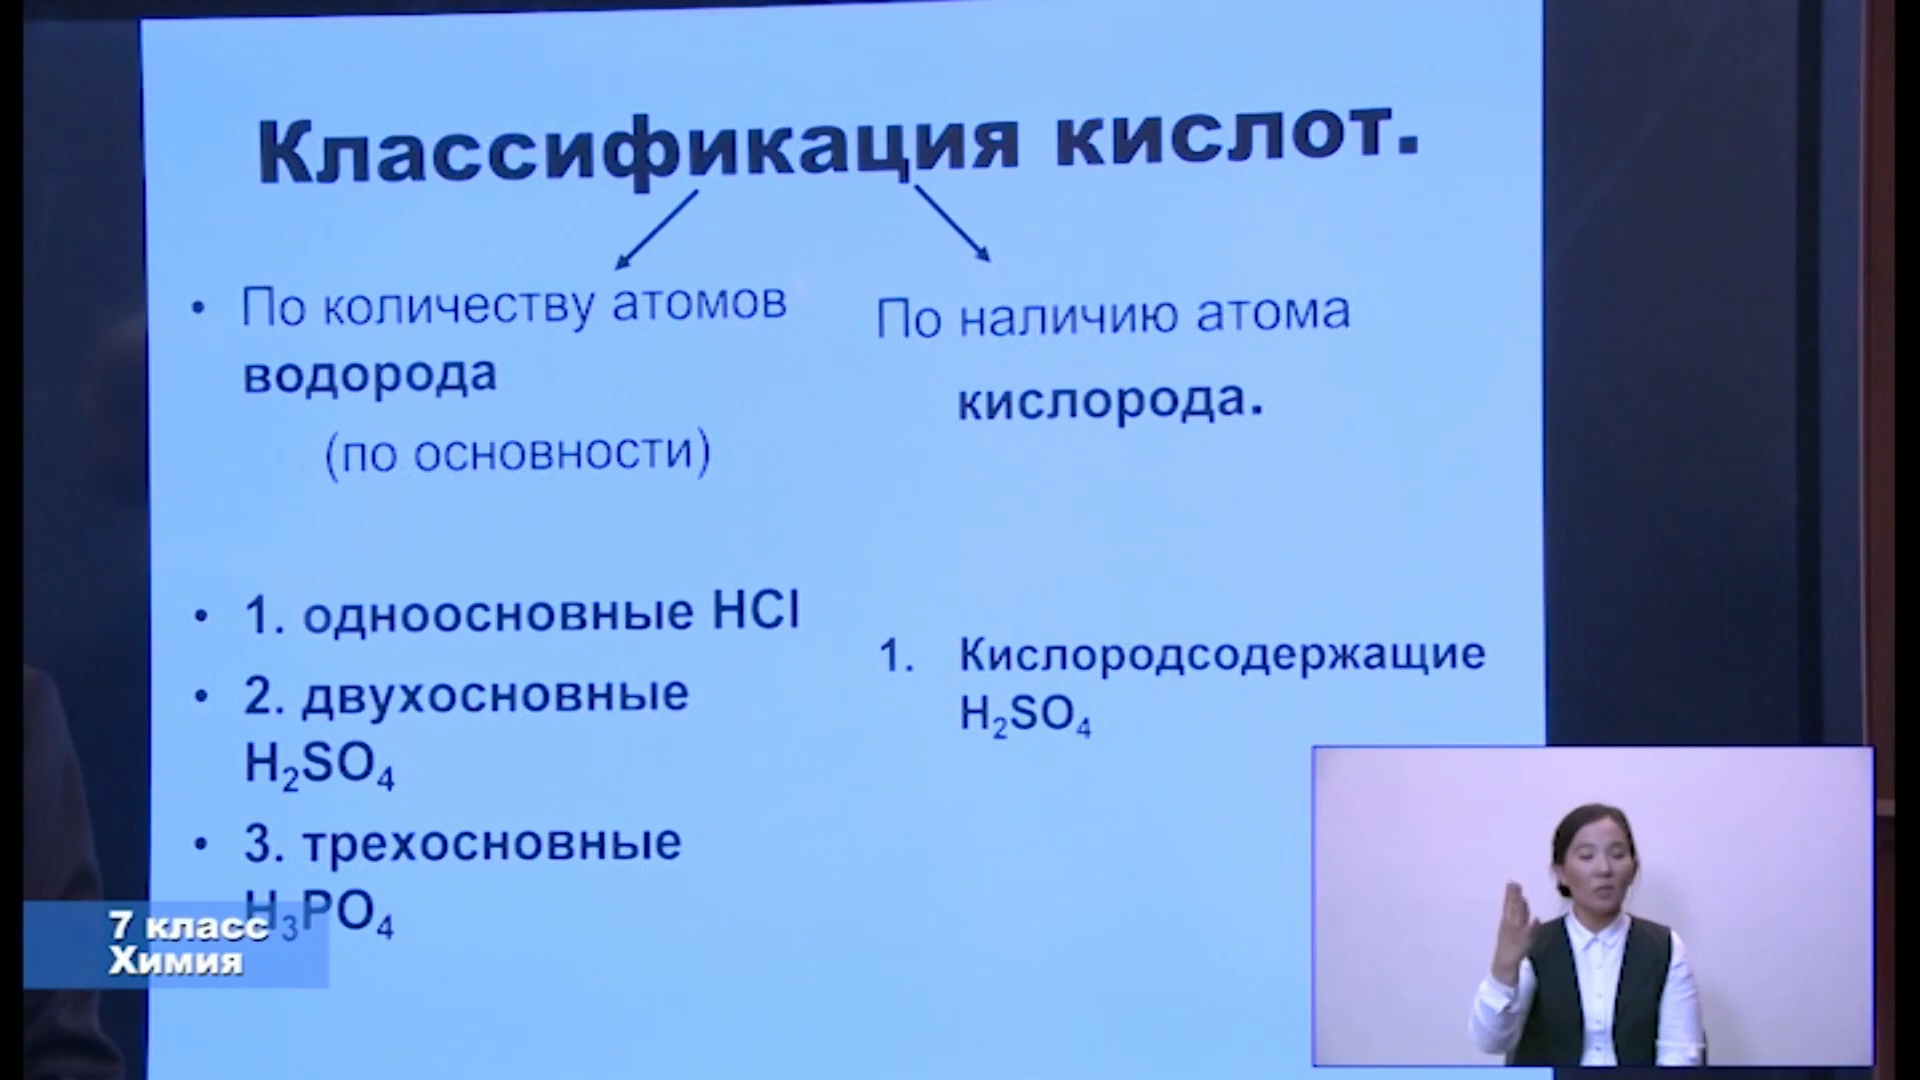 Классификация кислот.
• По количеству атомов
водорода
(по основности)
• 1. одноосновные HCl
• 2. двухосновные
H₂SO₄
• 3. трехосновные
H₃PO₄
По наличию атома
кислорода.
1. Кислородсодержащие
H₂SO₄
7 класс
Химия